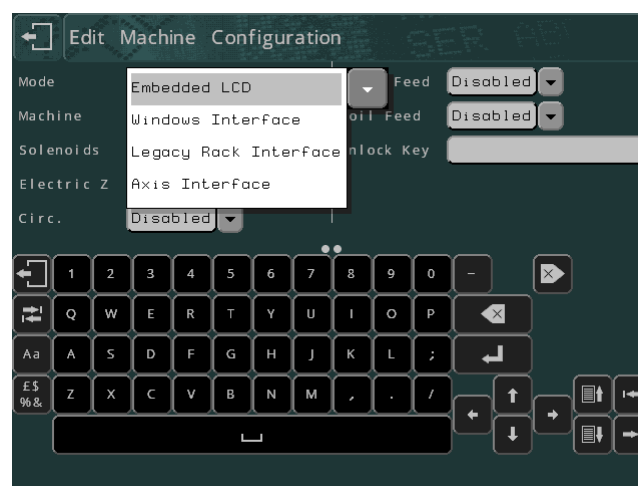 Edit Machine Configuration
Mode Embedded LCD Feed Disabled
Machine Windows Interface oil Feed Disabled
Solenoids Legacy Rack Interface nlock Key
Electric Z Axis Interface
Circ. Disabled
1 2 3 4 5 6 7 8 9 0 -
Q W E R T Y U I O P
Aa A S D F G H J K L ;
£$ %& Z X C V B N M , . /